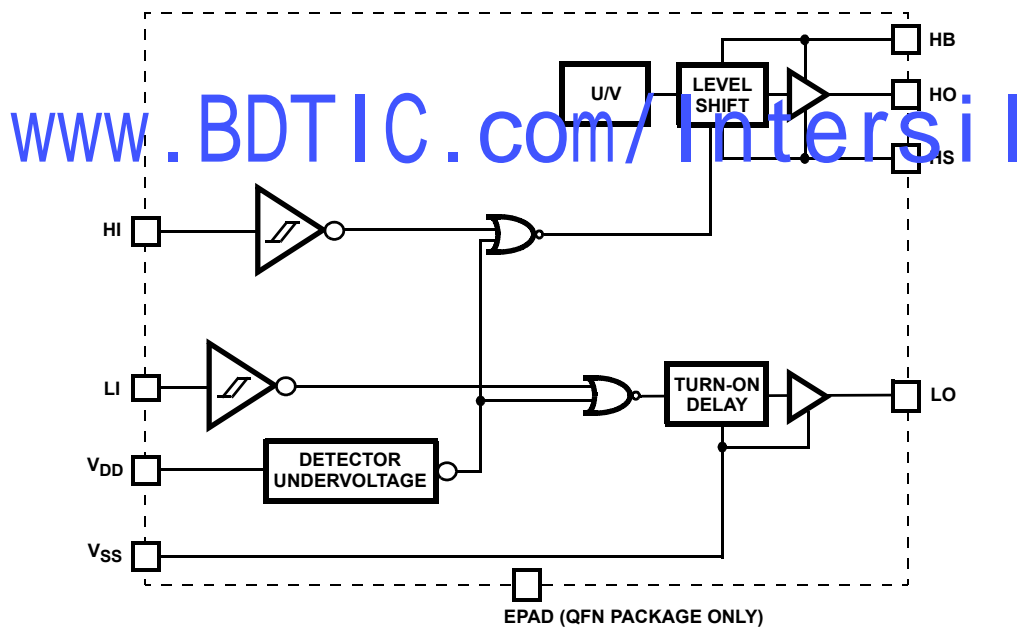 HB
U/V
LEVEL
SHIFT
HO
www.BDTIC.com/Intersil
HS
HI
LI
TURN-ON
DELAY
LO
VDD
DETECTOR
UNDERVOLTAGE
VSS
EPAD (QFN PACKAGE ONLY)